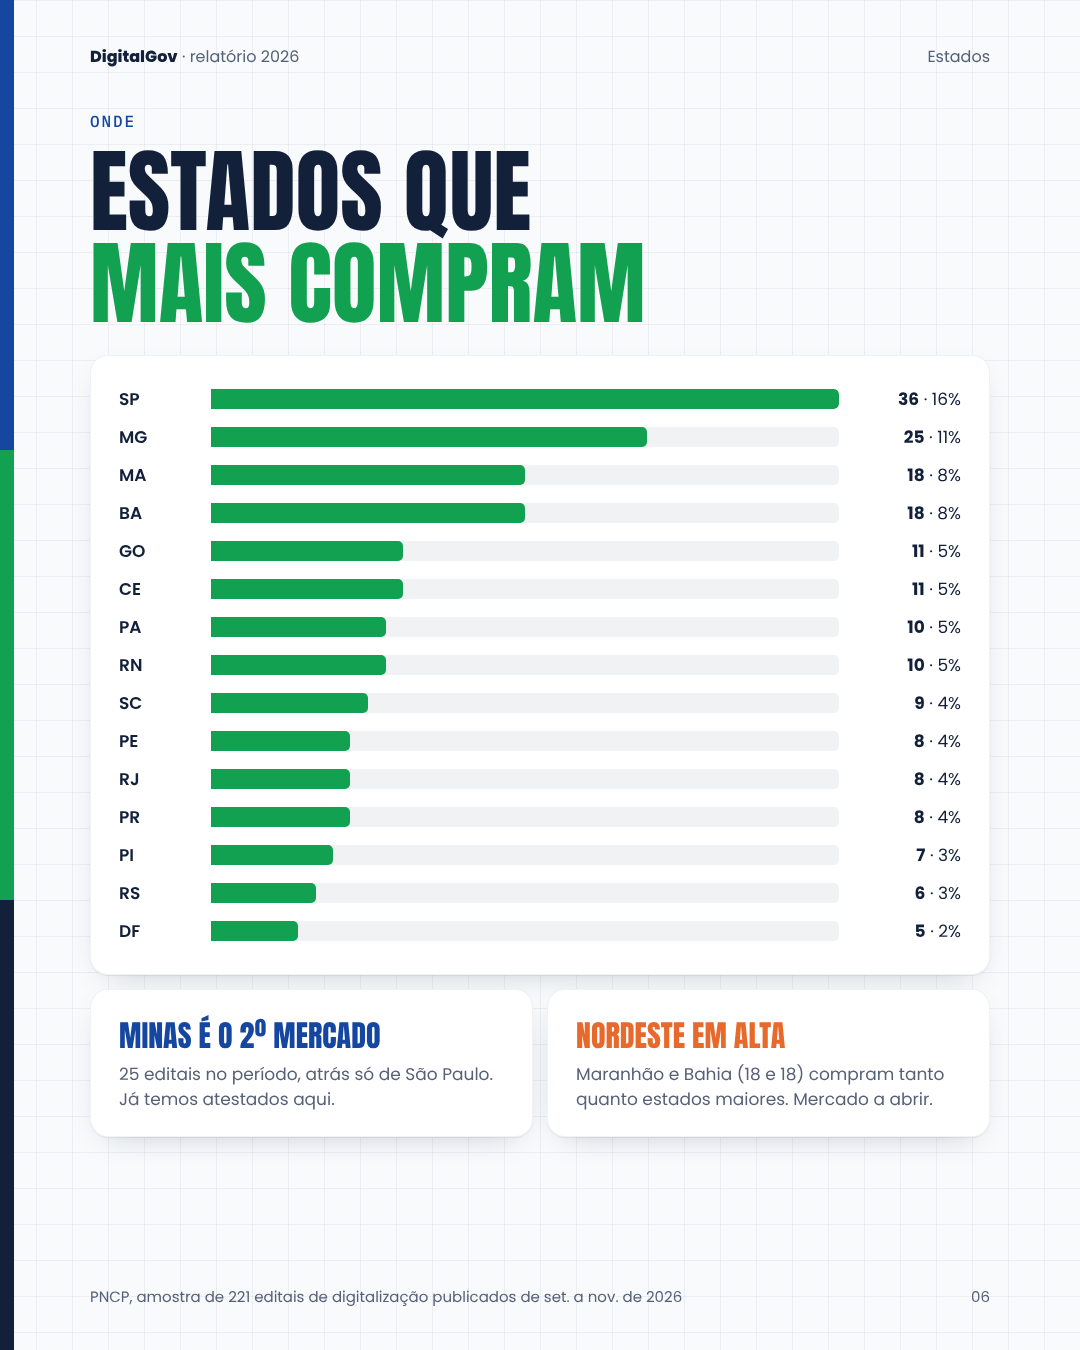 DigitalGov · relatório 2026
Estados
ONDE
ESTADOS QUE
MAIS COMPRAM
SP 36 · 16%
MG 25 · 11%
MA 18 · 8%
BA 18 · 8%
GO 11 · 5%
CE 11 · 5%
PA 10 · 5%
RN 10 · 5%
SC 9 · 4%
PE 8 · 4%
RJ 8 · 4%
PR 8 · 4%
PI 7 · 3%
RS 6 · 3%
DF 5 · 2%
MINAS É O 2º MERCADO
25 editais no período, atrás só de São Paulo.
Já temos atestados aqui.
NORDESTE EM ALTA
Maranhão e Bahia (18 e 18) compram tanto
quanto estados maiores. Mercado a abrir.
PNCP, amostra de 221 editais de digitalização publicados de set. a nov. de 2026
06